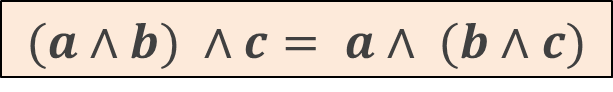 (a ∧ b) ∧ c = a ∧ (b ∧ c)